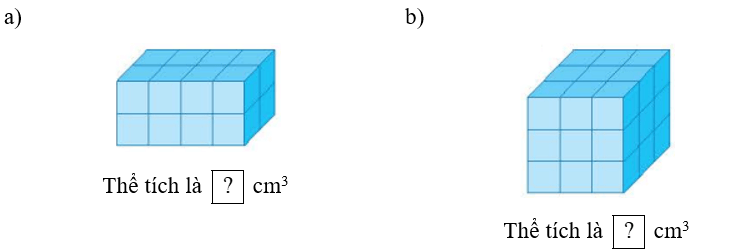 a)
b)
Thể tích là ? cm³
Thể tích là ? cm³